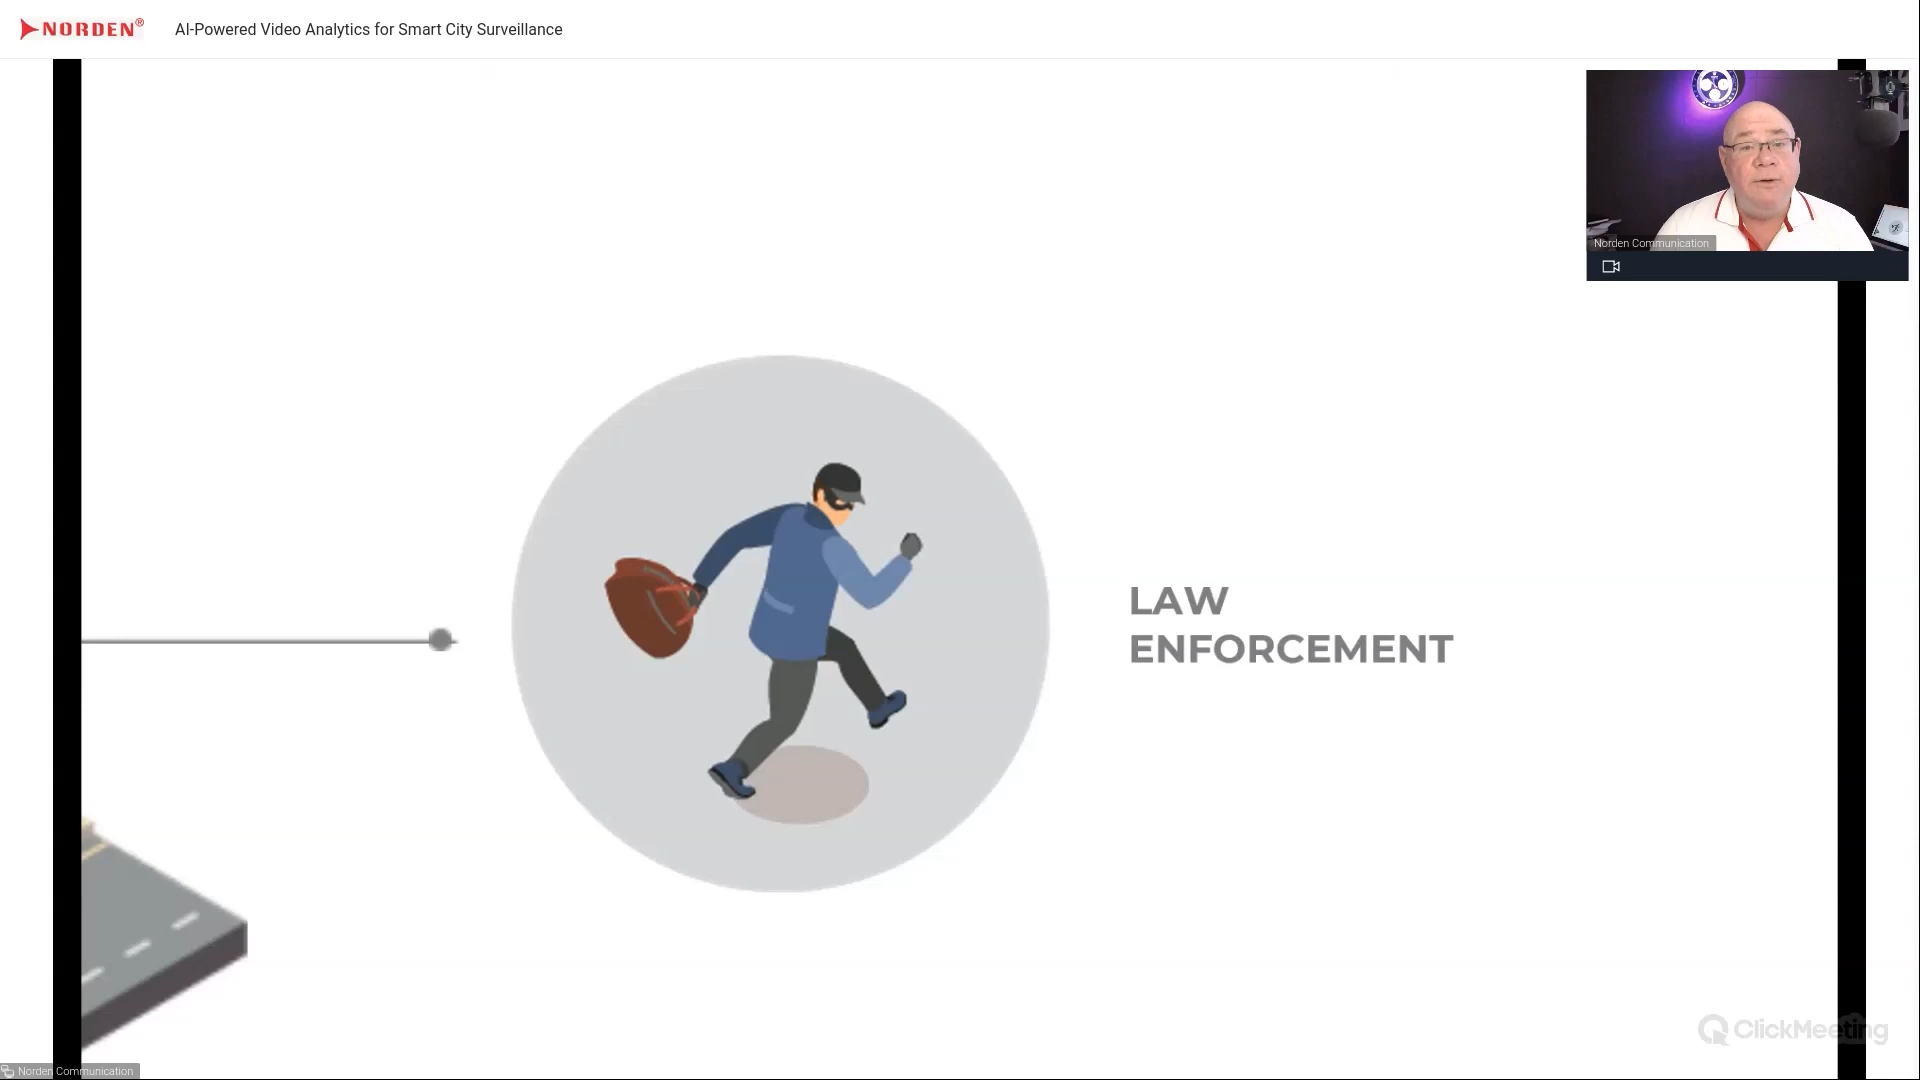 NORDEN®
AI-Powered Video Analytics for Smart City Surveillance
Norden Communication
LAW
ENFORCEMENT
ClickMeeting
Norden Communication